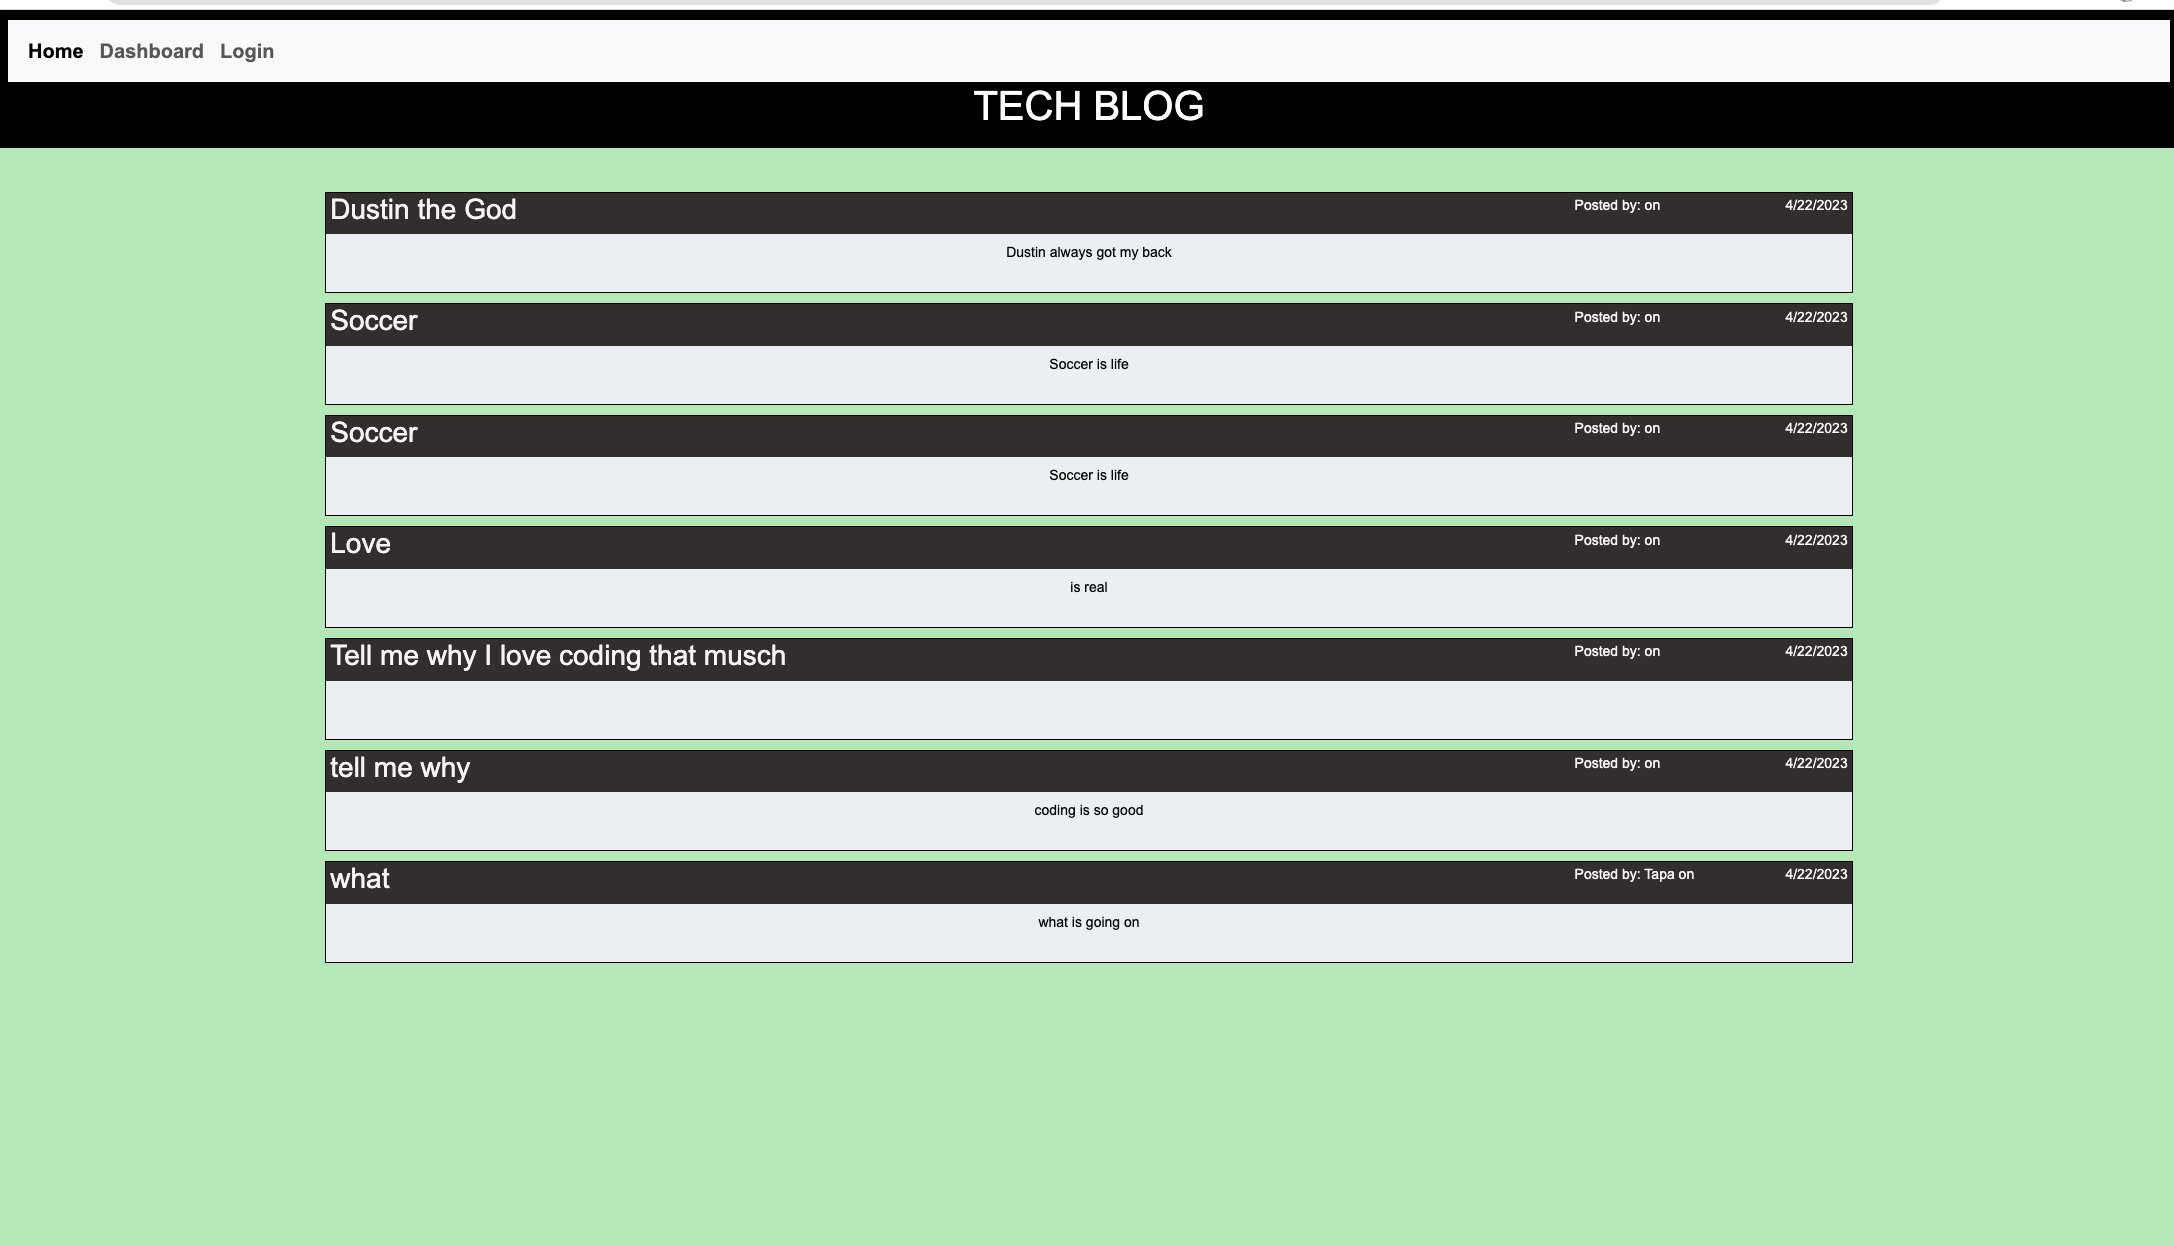 Home Dashboard Login
TECH BLOG
Dustin the God Posted by: on 4/22/2023
Dustin always got my back
Soccer Posted by: on 4/22/2023
Soccer is life
Soccer Posted by: on 4/22/2023
Soccer is life
Love Posted by: on 4/22/2023
is real
Tell me why I love coding that musch Posted by: on 4/22/2023
tell me why Posted by: on 4/22/2023
coding is so good
what Posted by: Tapa on 4/22/2023
what is going on